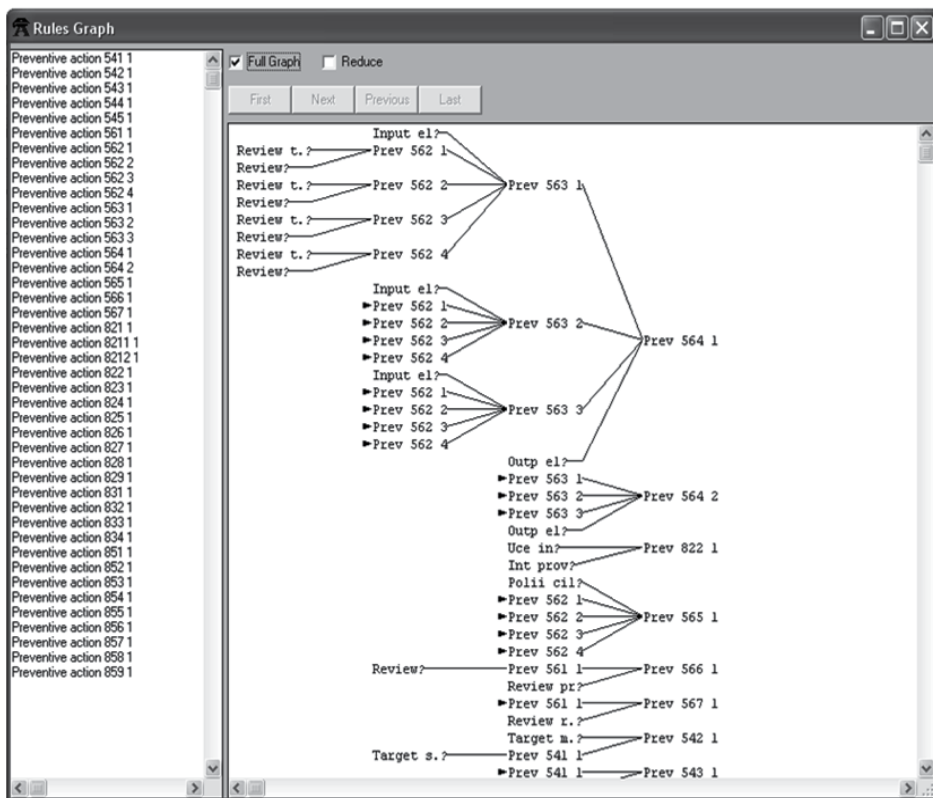 Rules Graph
Preventive action 541 1
Preventive action 542 1
Preventive action 543 1
Preventive action 544 1
Preventive action 545 1
Preventive action 561 1
Preventive action 562 1
Preventive action 562 2
Preventive action 562 3
Preventive action 562 4
Preventive action 563 1
Preventive action 563 2
Preventive action 563 3
Preventive action 564 1
Preventive action 564 2
Preventive action 565 1
Preventive action 566 1
Preventive action 567 1
Preventive action 821 1
Preventive action 8211 1
Preventive action 8212 1
Preventive action 822 1
Preventive action 823 1
Preventive action 824 1
Preventive action 825 1
Preventive action 826 1
Preventive action 827 1
Preventive action 828 1
Preventive action 829 1
Preventive action 831 1
Preventive action 832 1
Preventive action 833 1
Preventive action 834 1
Preventive action 851 1
Preventive action 852 1
Preventive action 853 1
Preventive action 854 1
Preventive action 855 1
Preventive action 856 1
Preventive action 857 1
Preventive action 858 1
Preventive action 859 1
Full Graph Reduce
First Next Previous Last
Input el?
Review t.? Prev 562 1
Review?
Review t.? Prev 562 2 Prev 563 1
Review?
Review t.? Prev 562 3
Review?
Review t.? Prev 562 4
Review?
Input el?
Prev 562 1
Prev 562 2 Prev 563 2
Prev 562 3 Prev 564 1
Prev 562 4
Input el?
Prev 562 1
Prev 562 2 Prev 563 3
Prev 562 3
Prev 562 4
Outp el?
Prev 563 1
Prev 563 2 Prev 564 2
Prev 563 3
Outp el?
Uce in? Prev 822 1
Int prov?
Polii cil?
Prev 562 1
Prev 562 2 Prev 565 1
Prev 562 3
Prev 562 4
Review? Prev 561 1 Prev 566 1
Review pr?
Prev 561 1 Prev 567 1
Review r.?
Target m.? Prev 542 1
Target s.? Prev 541 1
Prev 541 1 Prev 543 1